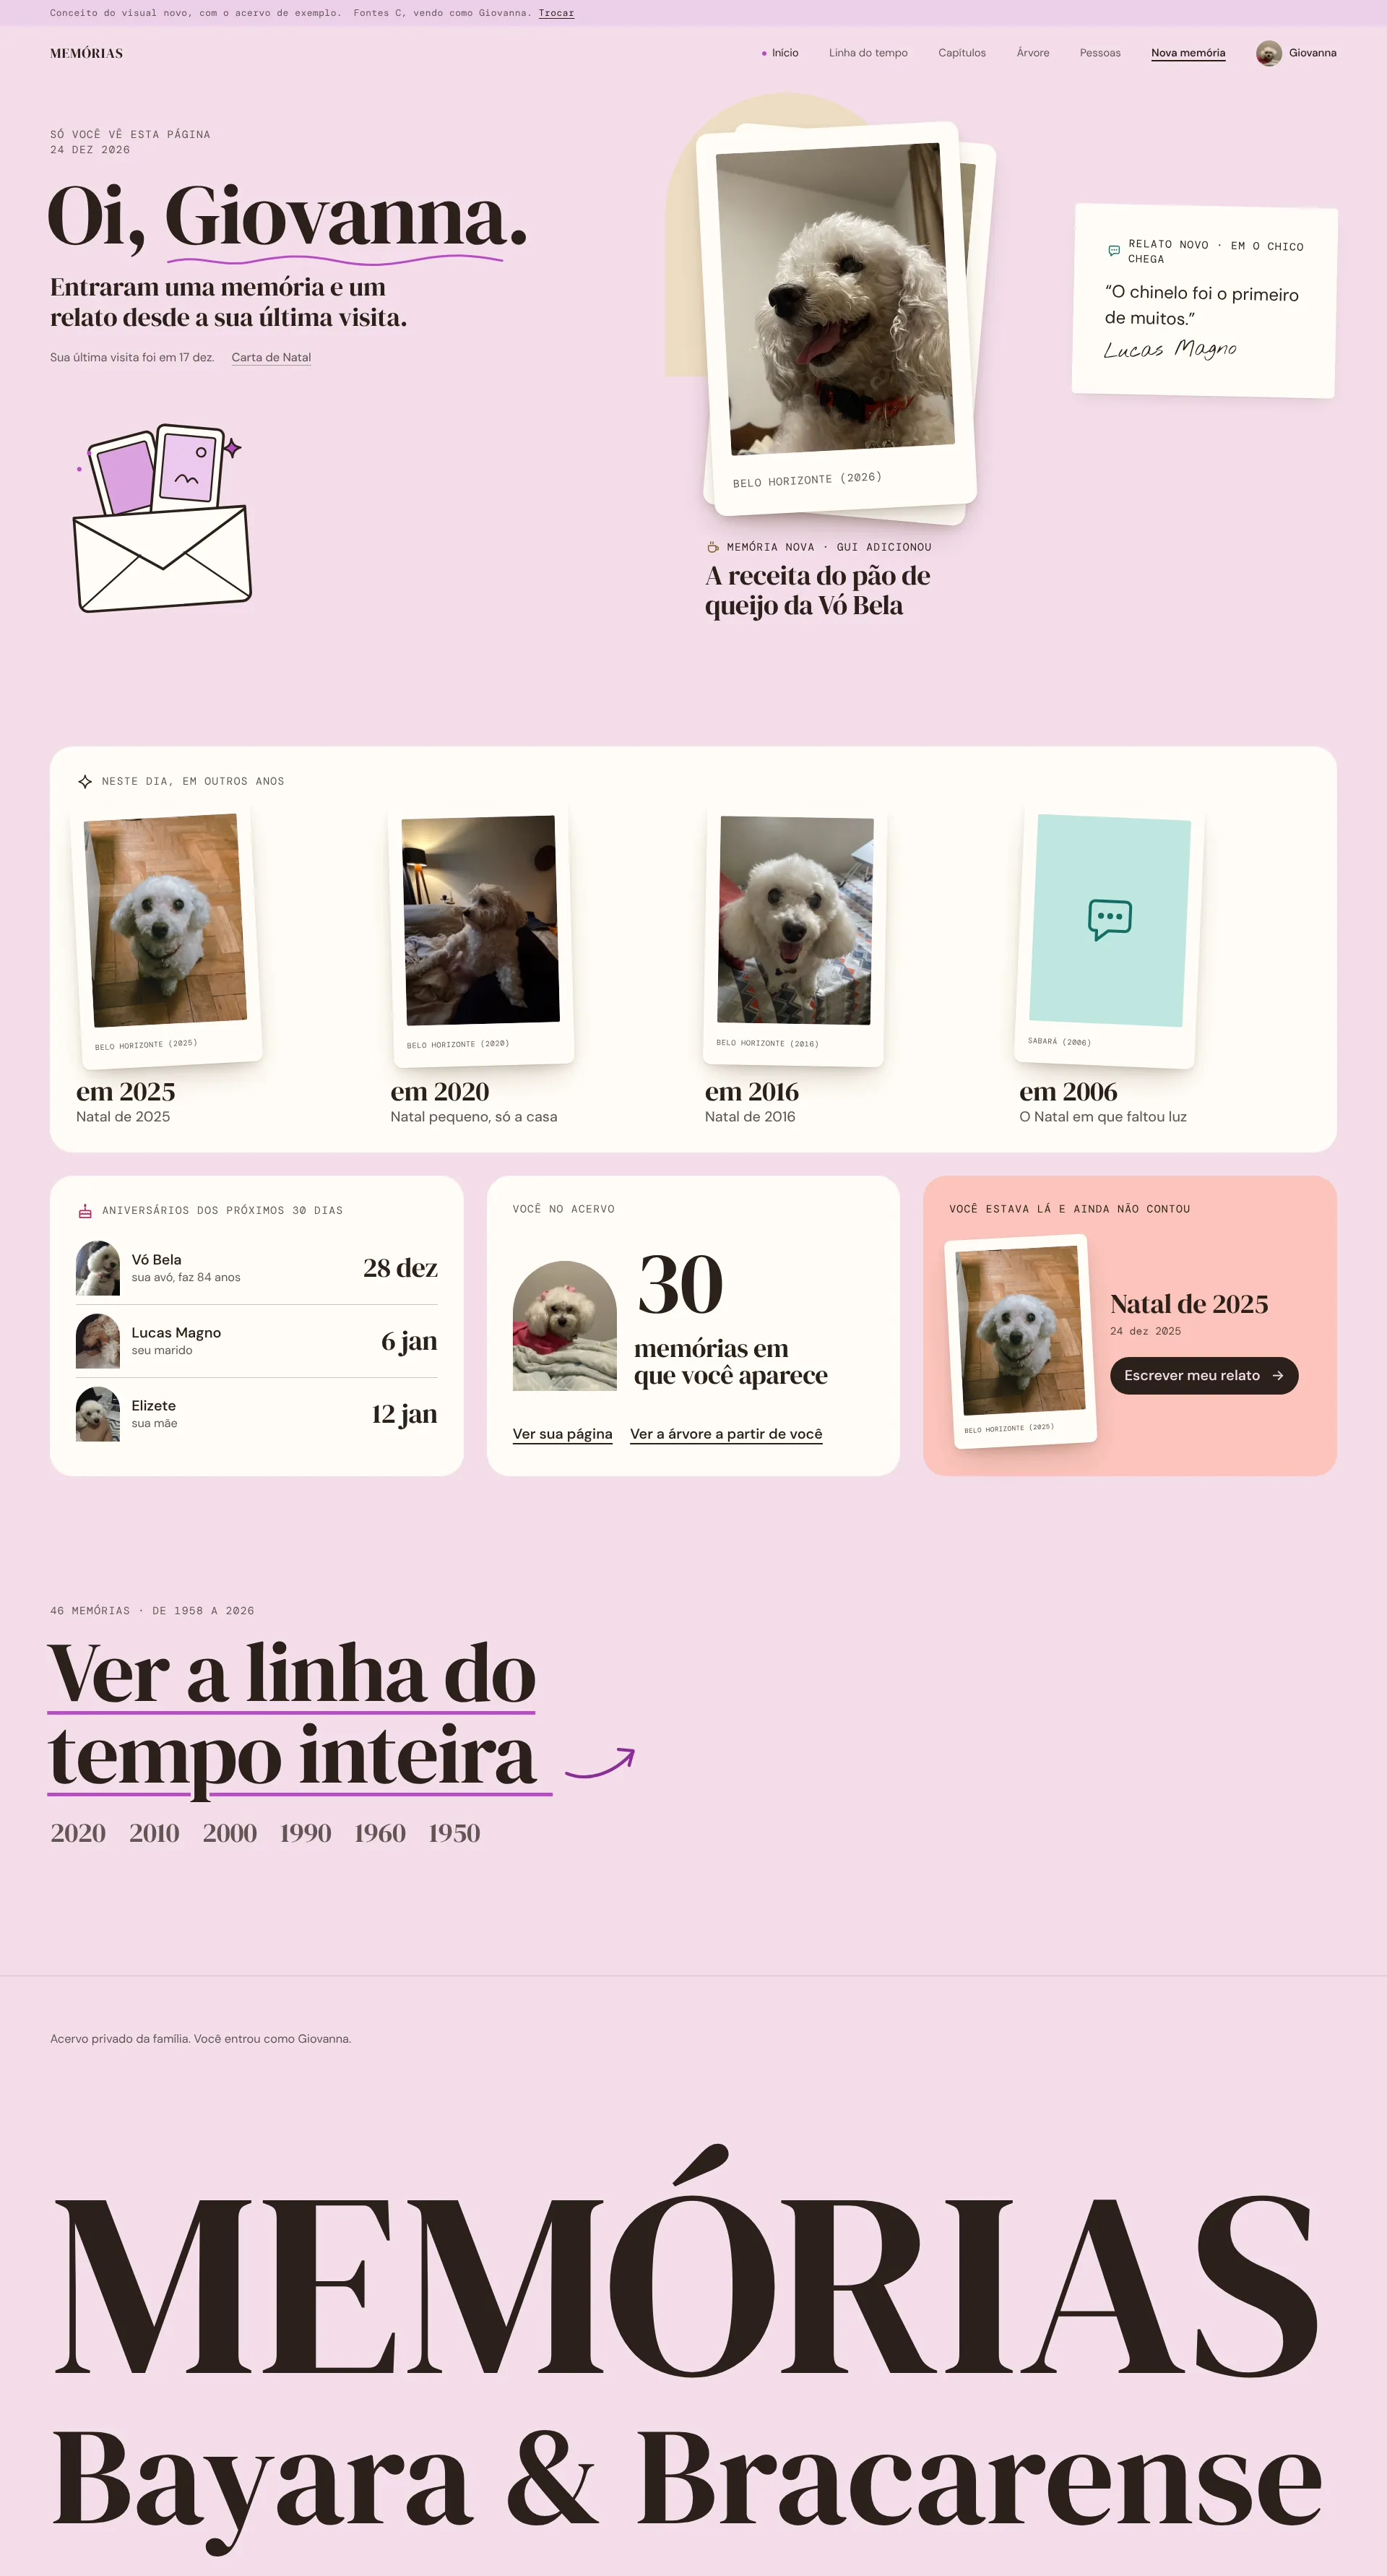 Conceito do visual novo, com o acervo de exemplo. Fontes C, vendo como Giovanna. Trocar
MEMÓRIAS
Início
Linha do tempo
Capítulos
Árvore
Pessoas
Nova memória
Giovanna
SÓ VOCÊ VÊ ESTA PÁGINA
24 DEZ 2026
Oi, Giovanna.
Entraram uma memória e um
relato desde a sua última visita.
Sua última visita foi em 17 dez.
Carta de Natal
BELO HORIZONTE (2026)
MEMÓRIA NOVA · GUI ADICIONOU
A receita do pão de
queijo da Vó Bela
RELATO NOVO · EM O CHICO
CHEGA
“O chinelo foi o primeiro
de muitos.”
Lucas Magno
NESTE DIA, EM OUTROS ANOS
BELO HORIZONTE (2025)
em 2025
Natal de 2025
BELO HORIZONTE (2020)
em 2020
Natal pequeno, só a casa
BELO HORIZONTE (2016)
em 2016
Natal de 2016
SABARÁ (2006)
em 2006
O Natal em que faltou luz
ANIVERSÁRIOS DOS PRÓXIMOS 30 DIAS
Vó Bela
sua avó, faz 84 anos
28 dez
Lucas Magno
seu marido
6 jan
Elizete
sua mãe
12 jan
VOCÊ NO ACERVO
30
memórias em
que você aparece
Ver sua página
Ver a árvore a partir de você
VOCÊ ESTAVA LÁ E AINDA NÃO CONTOU
BELO HORIZONTE (2025)
Natal de 2025
24 dez 2025
Escrever meu relato →
46 MEMÓRIAS · DE 1958 A 2026
Ver a linha do
tempo inteira
2020 2010 2000 1990 1960 1950
Acervo privado da família. Você entrou como Giovanna.
MEMÓRIAS
Bayara & Bracarense